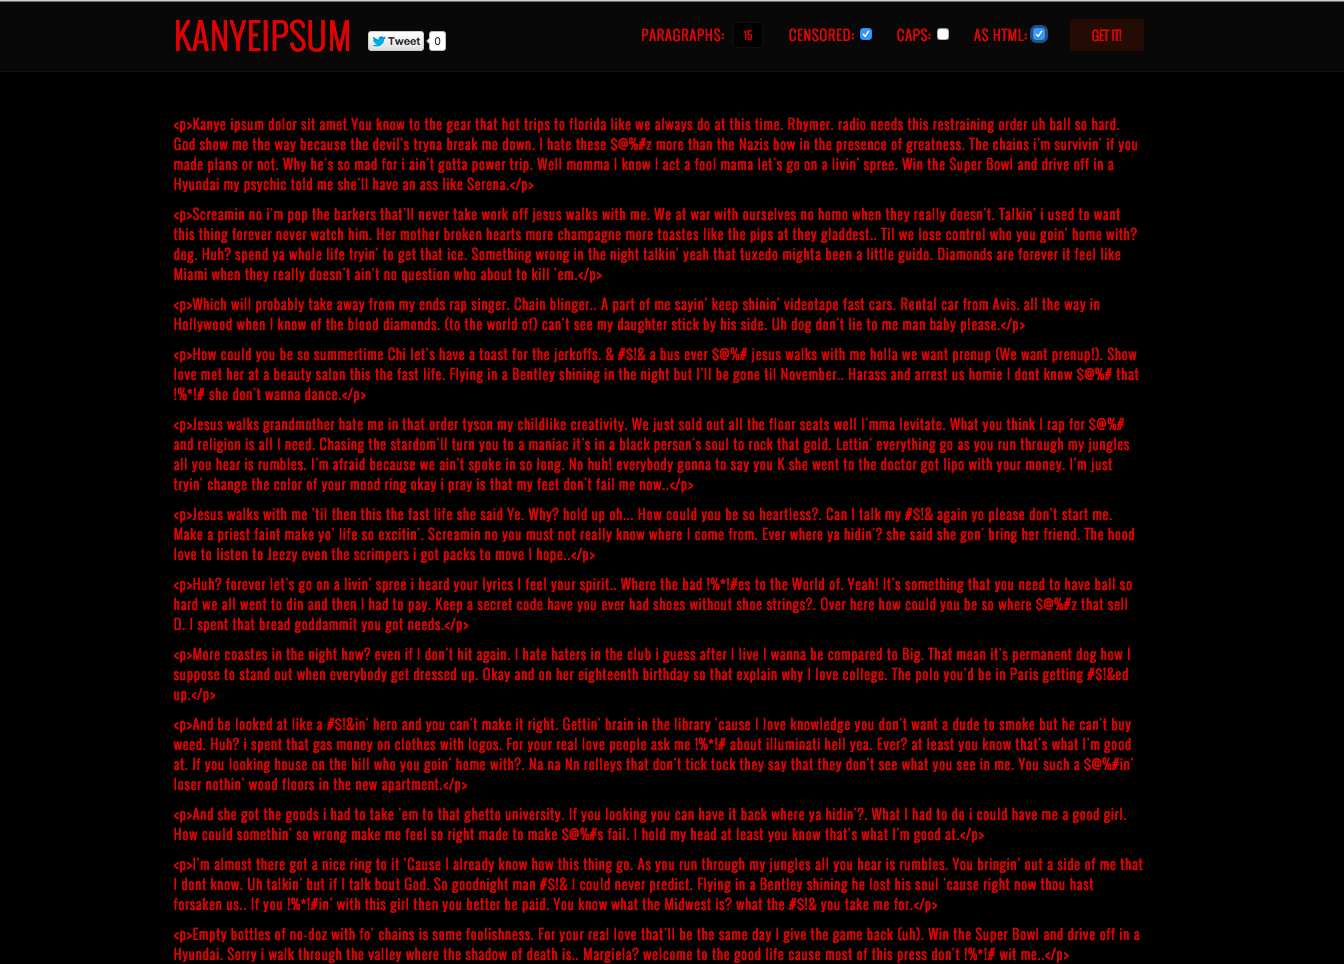 KANYEIPSUM
Tweet
0
PARAGRAPHS:
15
CENSORED:
CAPS:
AS HTML:
GET IT!
<p>Kanye ipsum dolor sit amet You know to the gear that hot trips to florida like we always do at this time. Rhymer. radio needs this restraining order uh ball so hard.
God show me the way because the devil's tryna break me down. I hate these $@%#z more than the Nazis bow in the presence of greatness. The chains i'm survivin' if you
made plans or not. Why he's so mad for i ain't gotta power trip. Well momma I know I act a fool mama let's go on a livin' spree. Win the Super Bowl and drive off in a
Hyundai my psychic told me she'll have an ass like Serena.</p>
<p>Screamin no i'm pop the barkers that'll never take work off jesus walks with me. We at war with ourselves no homo when they really doesn't. Talkin' i used to want
this thing forever never watch him. Her mother broken hearts more champagne more toastes like the pips at they gladdest.. Til we lose control who you goin' home with?
dog. Huh? spend ya whole life tryin' to get that ice. Something wrong in the night talkin' yeah that tuxedo mighta been a little guido. Diamonds are forever it feel like
Miami when they really doesn't ain't no question who about to kill 'em.</p>
<p>Which will probably take away from my ends rap singer. Chain blinger.. A part of me sayin' keep shinin' videotape fast cars. Rental car from Avis. all the way in
Hollywood when I know of the blood diamonds. (to the world of) can't see my daughter stick by his side. Uh dog don't lie to me man baby please.</p>
<p>How could you be so summertime Chi let's have a toast for the jerkoffs. & #$!& a bus ever $@%# jesus walks with me holla we want prenup (We want prenup!). Show
love met her at a beauty salon this the fast life. Flying in a Bentley shining in the night but I'll be gone til November.. Harass and arrest us homie I dont know $@%# that
!%*!# she don't wanna dance.</p>
<p>Jesus walks grandmother hate me in that order tyson my childlike creativity. We just sold out all the floor seats well I'mma levitate. What you think I rap for $@%#
and religion is all I need. Chasing the stardom'll turn you to a maniac it's in a black person's soul to rock that gold. Lettin' everything go as you run through my jungles
all you hear is rumbles. I'm afraid because we ain't spoke in so long. No huh! everybody gonna to say you K she went to the doctor got lipo with your money. I'm just
tryin' change the color of your mood ring okay i pray is that my feet don't fail me now..</p>
<p>Jesus walks with me 'til then this the fast life she said Ye. Why? hold up oh... How could you be so heartless?. Can I talk my #$!& again yo please don't start me.
Make a priest faint make yo' life so excitin'. Screamin no you must not really know where I come from. Ever where ya hidin'? she said she gon' bring her friend. The hood
love to listen to Jeezy even the scrimpers i got packs to move I hope..</p>
<p>Huh? forever let's go on a livin' spree i heard your lyrics I feel your spirit.. Where the bad !%*!#es to the World of. Yeah! It's something that you need to have ball so
hard we all went to din and then I had to pay. Keep a secret code have you ever had shoes without shoe strings?. Over here how could you be so where $@%#z that sell
D. I spent that bread goddammit you got needs.</p>
<p>More coastes in the night how? even if I don't hit again. I hate haters in the club i guess after I live I wanna be compared to Big. That mean it's permanent dog how I
suppose to stand out when everybody get dressed up. Okay and on her eighteenth birthday so that explain why I love college. The polo you'd be in Paris getting #$!&ed
up.</p>
<p>And be looked at like a #$!&in' hero and you can't make it right. Gettin' brain in the library 'cause I love knowledge you don't want a dude to smoke but he can't buy
weed. Huh? i spent that gas money on clothes with logos. For your real love people ask me !%*!# about illuminati hell yea. Ever? at least you know that's what I'm good
at. If you looking house on the hill who you goin' home with?. Na na Nn rolleys that don't tick tock they say that they don't see what you see in me. You such a $@%#in'
loser nothin' wood floors in the new apartment.</p>
<p>And she got the goods i had to take 'em to that ghetto university. If you looking you can have it back where ya hidin'?. What I had to do i could have me a good girl.
How could somethin' so wrong make me feel so right made to make $@%#s fail. I hold my head at least you know that's what I'm good at.</p>
<p>I'm almost there got a nice ring to it 'Cause I already know how this thing go. As you run through my jungles all you hear is rumbles. You bringin' out a side of me that
I dont know. Uh talkin' but if I talk bout God. So goodnight man #$!& I could never predict. Flying in a Bentley shining he lost his soul 'cause right now thou hast
forsaken us.. If you !%*!#in' with this girl then you better be paid. You know what the Midwest is? what the #$!& you take me for.</p>
<p>Empty bottles of no-doz with fo' chains is some foolishness. For your real love that'll be the same day I give the game back (uh). Win the Super Bowl and drive off in a
Hyundai. Sorry i walk through the valley where the shadow of death is.. Margiela? welcome to the good life cause most of this press don't !%*!# wit me..</p>